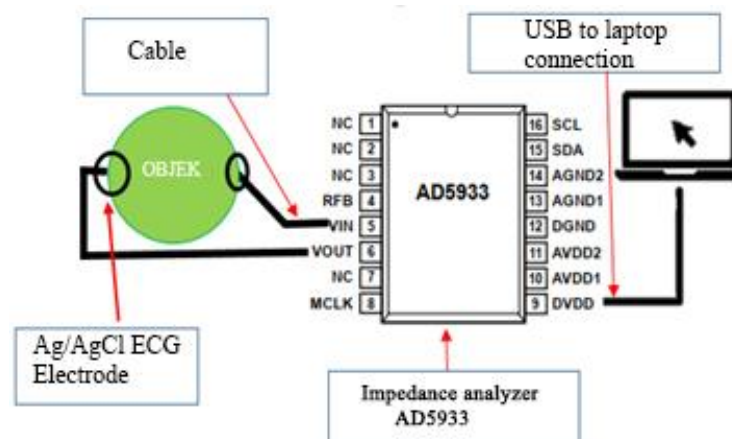 Cable
USB to laptop
connection
OBJEK
NC 1
NC 2
NC 3
RFB 4
VIN 5
VOUT 6
NC 7
MCLK 8
AD5933
16 SCL
15 SDA
14 AGND2
13 AGND1
12 DGND
11 AVDD2
10 AVDD1
9 DVDD
Ag/AgCl ECG
Electrode
Impedance analyzer
AD5933